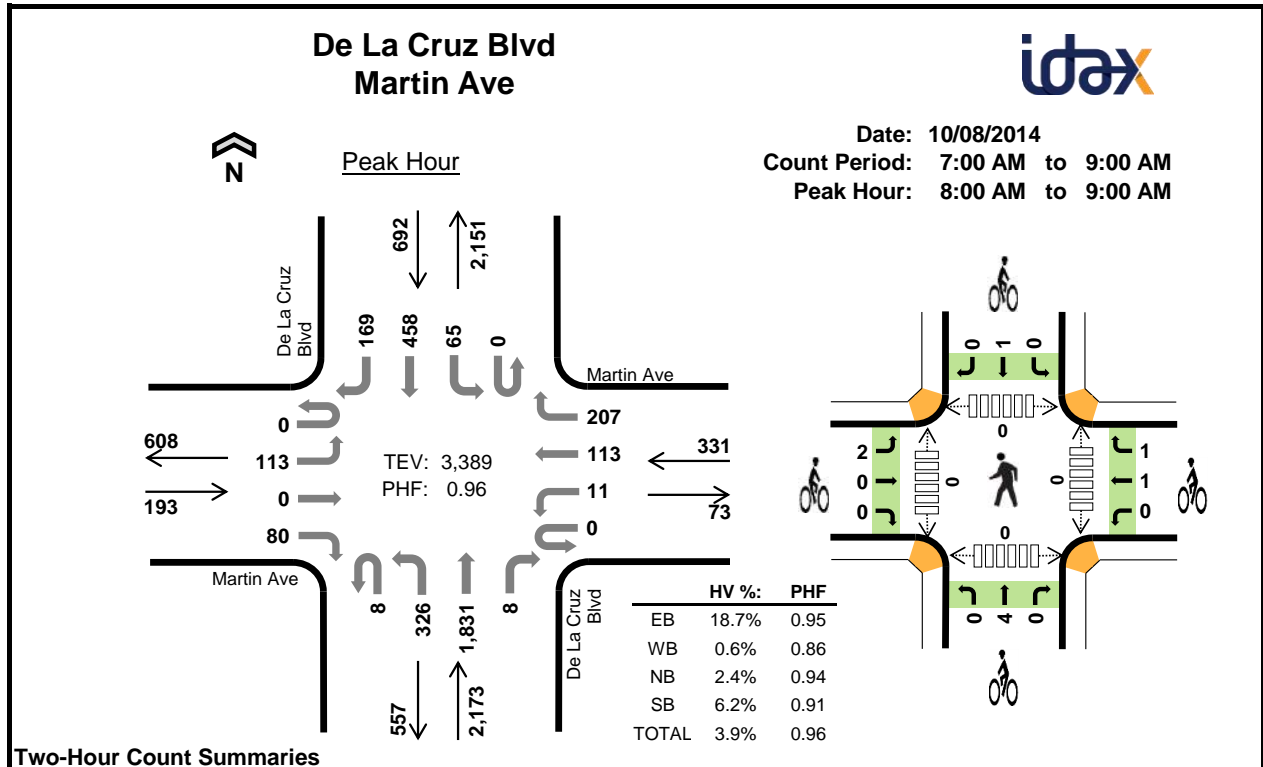 De La Cruz Blvd
Martin Ave
idax
N
Peak Hour
Date: 10/08/2014
Count Period: 7:00 AM to 9:00 AM
Peak Hour: 8:00 AM to 9:00 AM
692
2,151
De La Cruz
Blvd
169
458
65
0
Martin Ave
0
207
608
113
TEV: 3,389
113
331
193
0
PHF: 0.96
11
73
80
0
Martin Ave
8
326
1,831
8
De La Cruz
Blvd
557
2,173
HV %: PHF
EB 18.7% 0.95
WB 0.6% 0.86
NB 2.4% 0.94
SB 6.2% 0.91
TOTAL 3.9% 0.96
0 1 0
0
2
0
0
0
0
1
1
0
0
0 4 0
Two-Hour Count Summaries